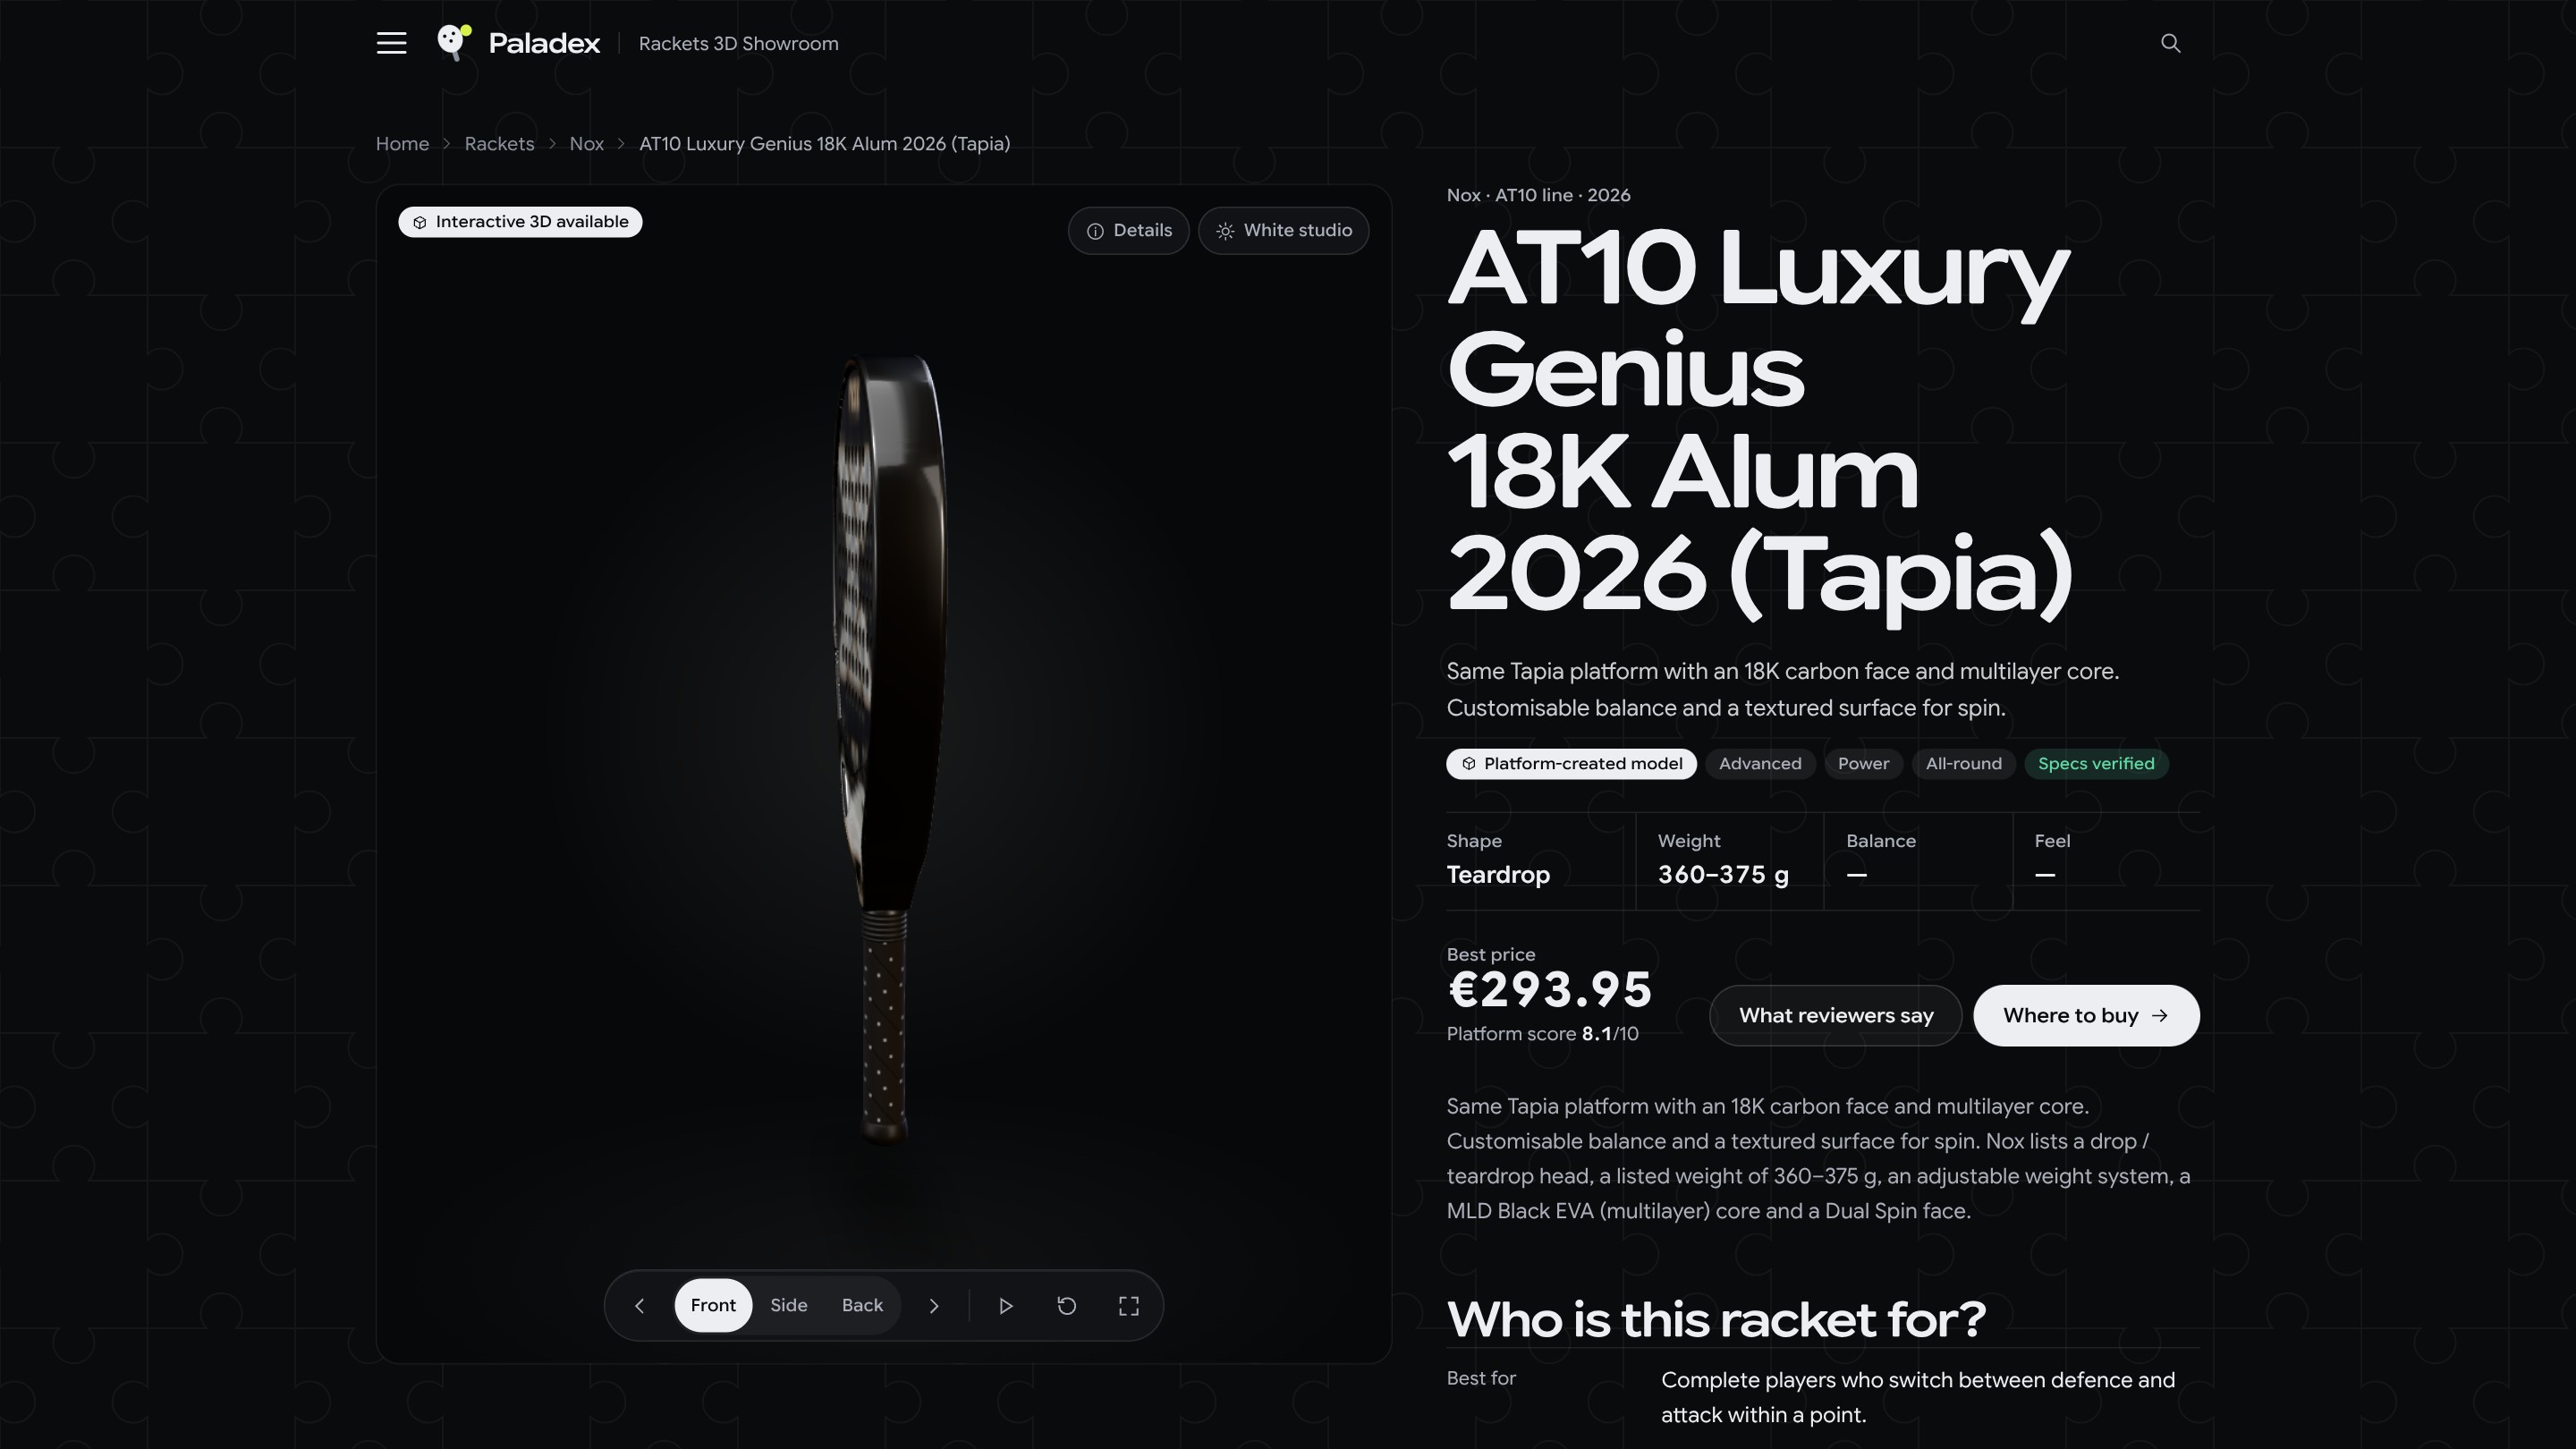 Paladex
Rackets 3D Showroom
Home > Rackets > Nox > AT10 Luxury Genius 18K Alum 2026 (Tapia)
Interactive 3D available
Details
White studio
Front
Side
Back
Nox · AT10 line · 2026
AT10 Luxury
Genius
18K Alum
2026 (Tapia)
Same Tapia platform with an 18K carbon face and multilayer core.
Customisable balance and a textured surface for spin.
Platform-created model
Advanced
Power
All-round
Specs verified
Shape
Teardrop
Weight
360–375 g
Balance
—
Feel
—
Best price
€293.95
Platform score 8.1/10
What reviewers say
Where to buy →
Same Tapia platform with an 18K carbon face and multilayer core.
Customisable balance and a textured surface for spin. Nox lists a drop /
teardrop head, a listed weight of 360–375 g, an adjustable weight system, a
MLD Black EVA (multilayer) core and a Dual Spin face.
Who is this racket for?
Best for
Complete players who switch between defence and
attack within a point.